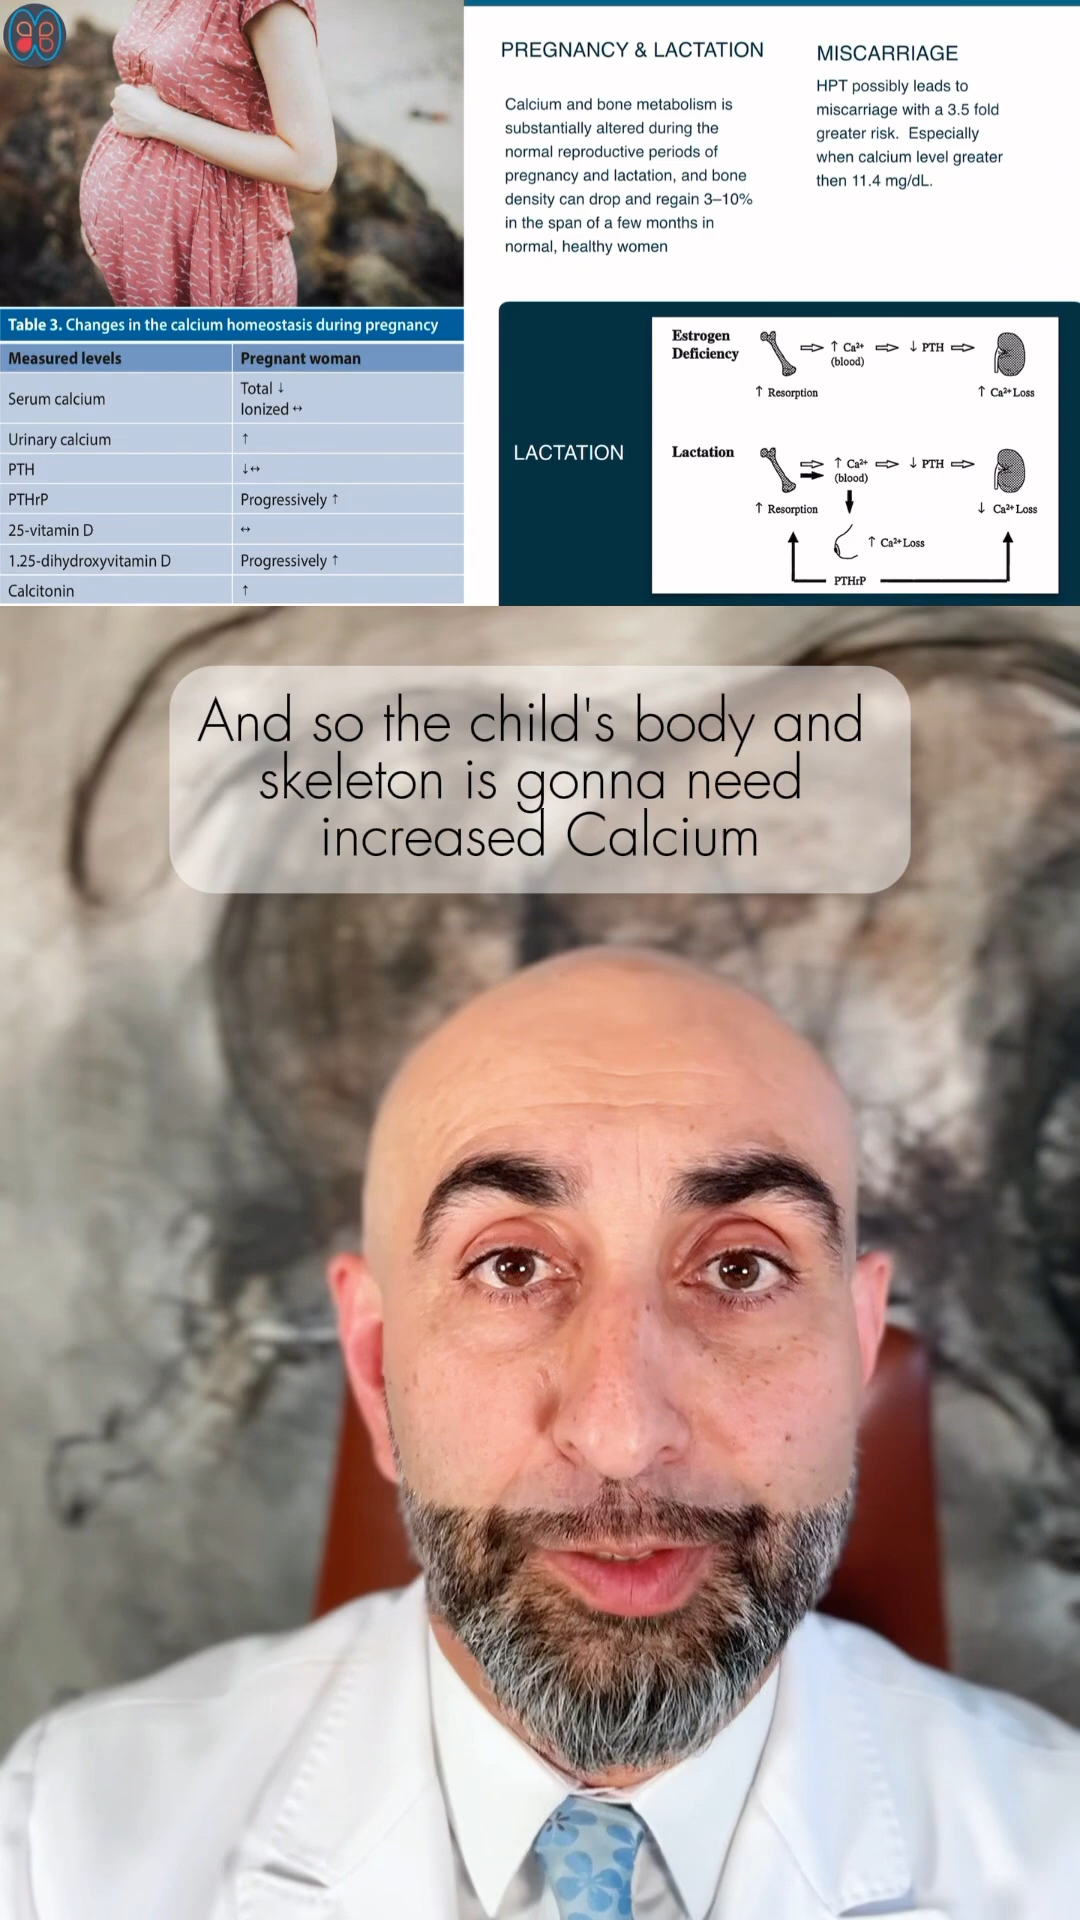 PREGNANCY & LACTATION
Calcium and bone metabolism is
substantially altered during the
normal reproductive periods of
pregnancy and lactation, and bone
density can drop and regain 3–10%
in the span of a few months in
normal, healthy women
MISCARRIAGE
HPT possibly leads to
miscarriage with a 3.5 fold
greater risk. Especially
when calcium level greater
then 11.4 mg/dL.
Table 3. Changes in the calcium homeostasis during pregnancy
Measured levels Pregnant woman
Serum calcium Total ↓
Ionized ↔
Urinary calcium ↑
PTH ↓↔
PTHrP Progressively ↑
25-vitamin D ↔
1.25-dihydroxyvitamin D Progressively ↑
Calcitonin ↑
LACTATION
Estrogen
Deficiency
↑ Ca²⁺
(blood)
↓ PTH
↑ Resorption
↑ Ca²⁺ Loss
Lactation
↑ Ca²⁺
(blood)
↓ PTH
↑ Resorption
↓ Ca²⁺ Loss
↑ Ca²⁺ Loss
PTHrP
And so the child's body and
skeleton is gonna need
increased Calcium